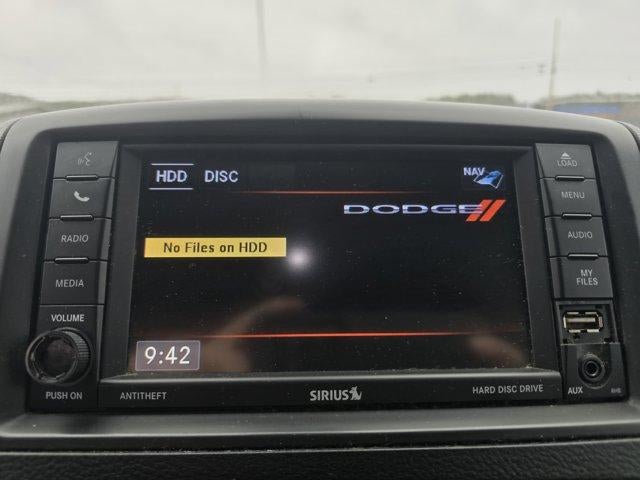 HDD DISC NAV
DODGE
No Files on HDD
9:42
RADIO
MEDIA
VOLUME
PUSH ON
LOAD
MENU
AUDIO
MY
FILES
AUX
ANTITHEFT
SIRIUS
HARD DISC DRIVE